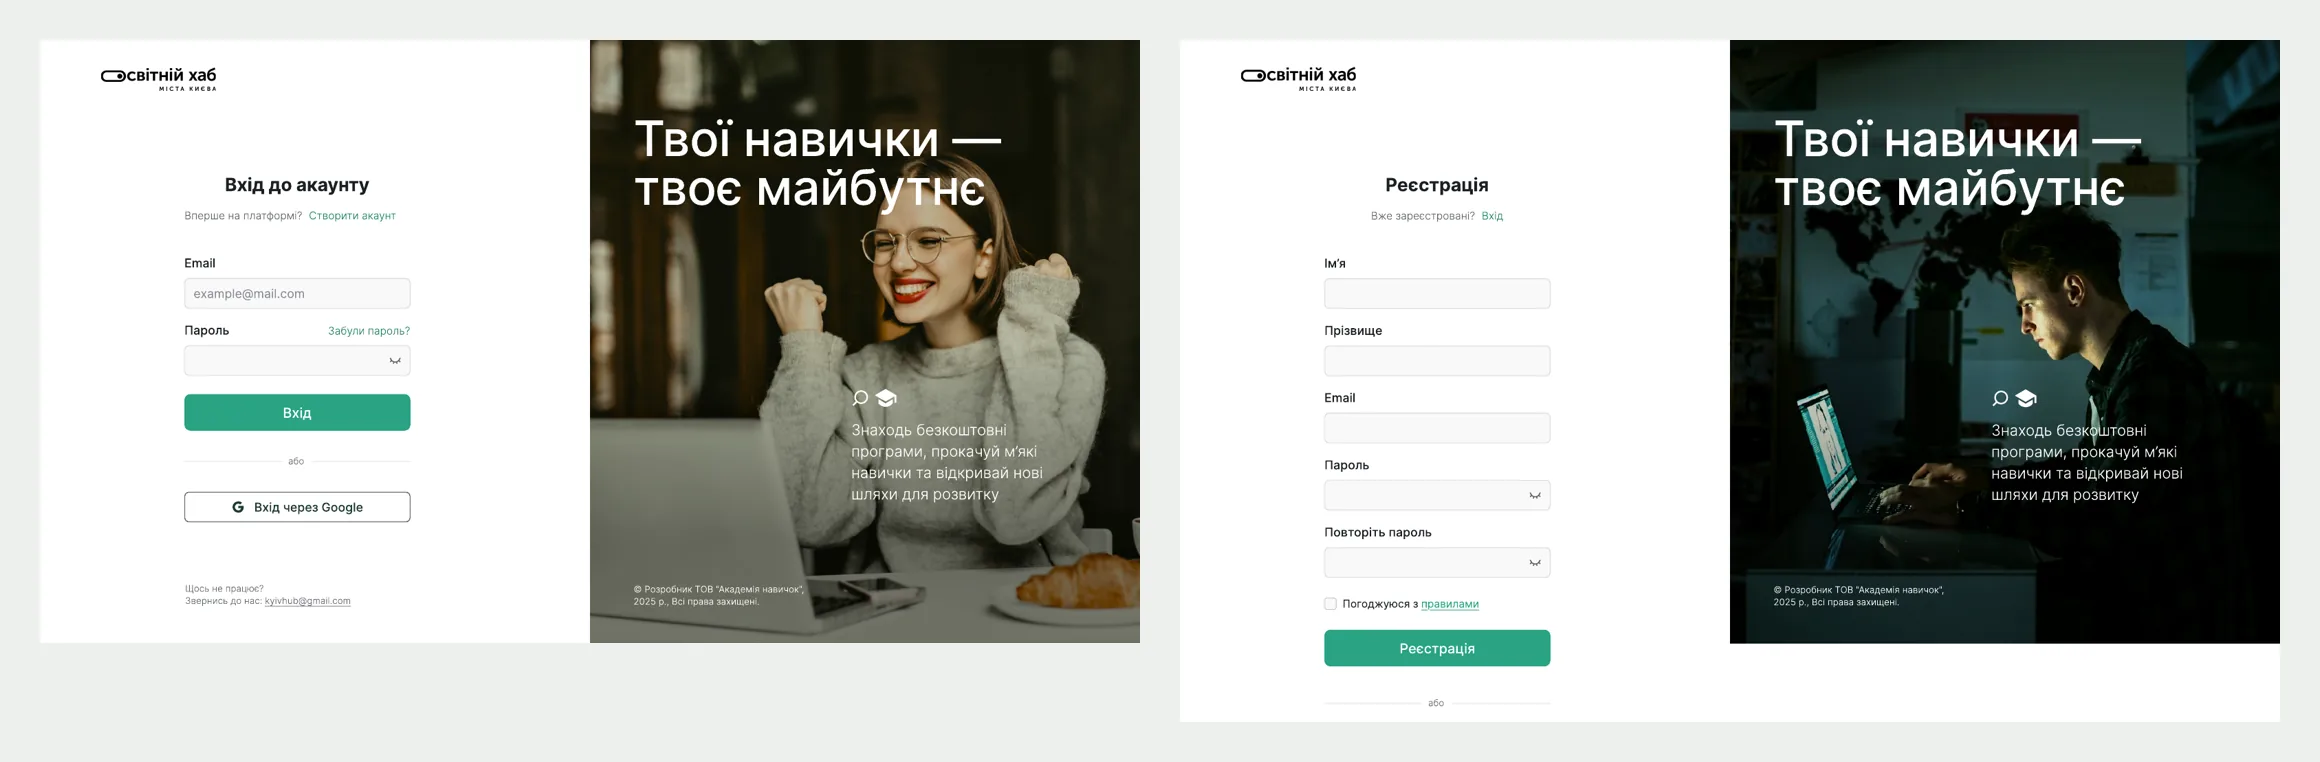 освітній хаб
МІСТА КИЄВА
Вхід до акаунту
Вперше на платформі? Створити акаунт
Email
example@mail.com
Пароль Забули пароль?
Вхід
або
Вхід через Google
Щось не працює?
Звернись до нас: kyivhub@gmail.com
Твої навички —
твоє майбутнє
Знаходь безкоштовні
програми, прокачуй м’які
навички та відкривай нові
шляхи для розвитку
© Розробник ТОВ "Академія навичок",
2025 р., Всі права захищені.
освітній хаб
МІСТА КИЄВА
Реєстрація
Вже зареєстровані? Вхід
Ім’я
Прізвище
Email
Пароль
Повторіть пароль
Погоджуюся з правилами
Реєстрація
або
Твої навички —
твоє майбутнє
Знаходь безкоштовні
програми, прокачуй м’які
навички та відкривай нові
шляхи для розвитку
© Розробник ТОВ "Академія навичок",
2025 р., Всі права захищені.